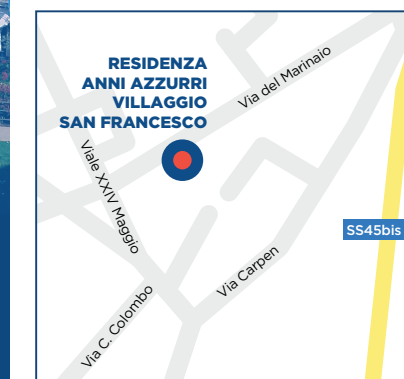 RESIDENZA
ANNI AZZURRI
VILLAGGIO
SAN FRANCESCO
Via del Marinaio
Viale XXIV Maggio
SS45bis
Via Carpen
Via C. Colombo